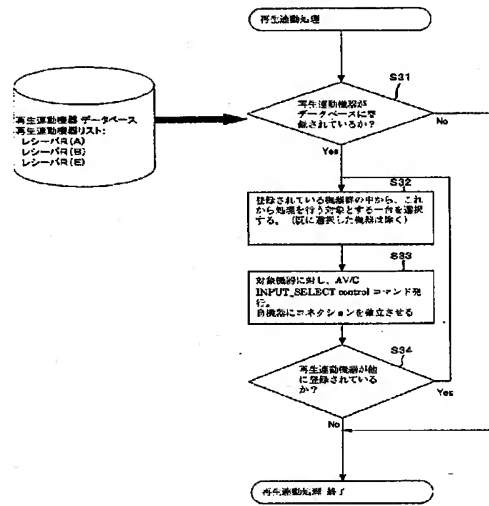 再生連動処理
S31
再生連動機器が
データベースに登
録されているか？
No
Yes
再生連動機器 データベース
再生連動機器リスト:
レシーバR(A)
レシーバR(B)
レシーバR(E)
S32
登録されている機器群の中から、これ
から処理を行う対象とする一台を選択
する。（既に選択した機器は除く）
S33
対象機器に対し、AV/C
INPUT_SELECT control コマンド発
行。
自機器にコネクションを確立させる
S34
再生連動機器が他
に登録されている
か？
Yes
No
再生連動処理 終了